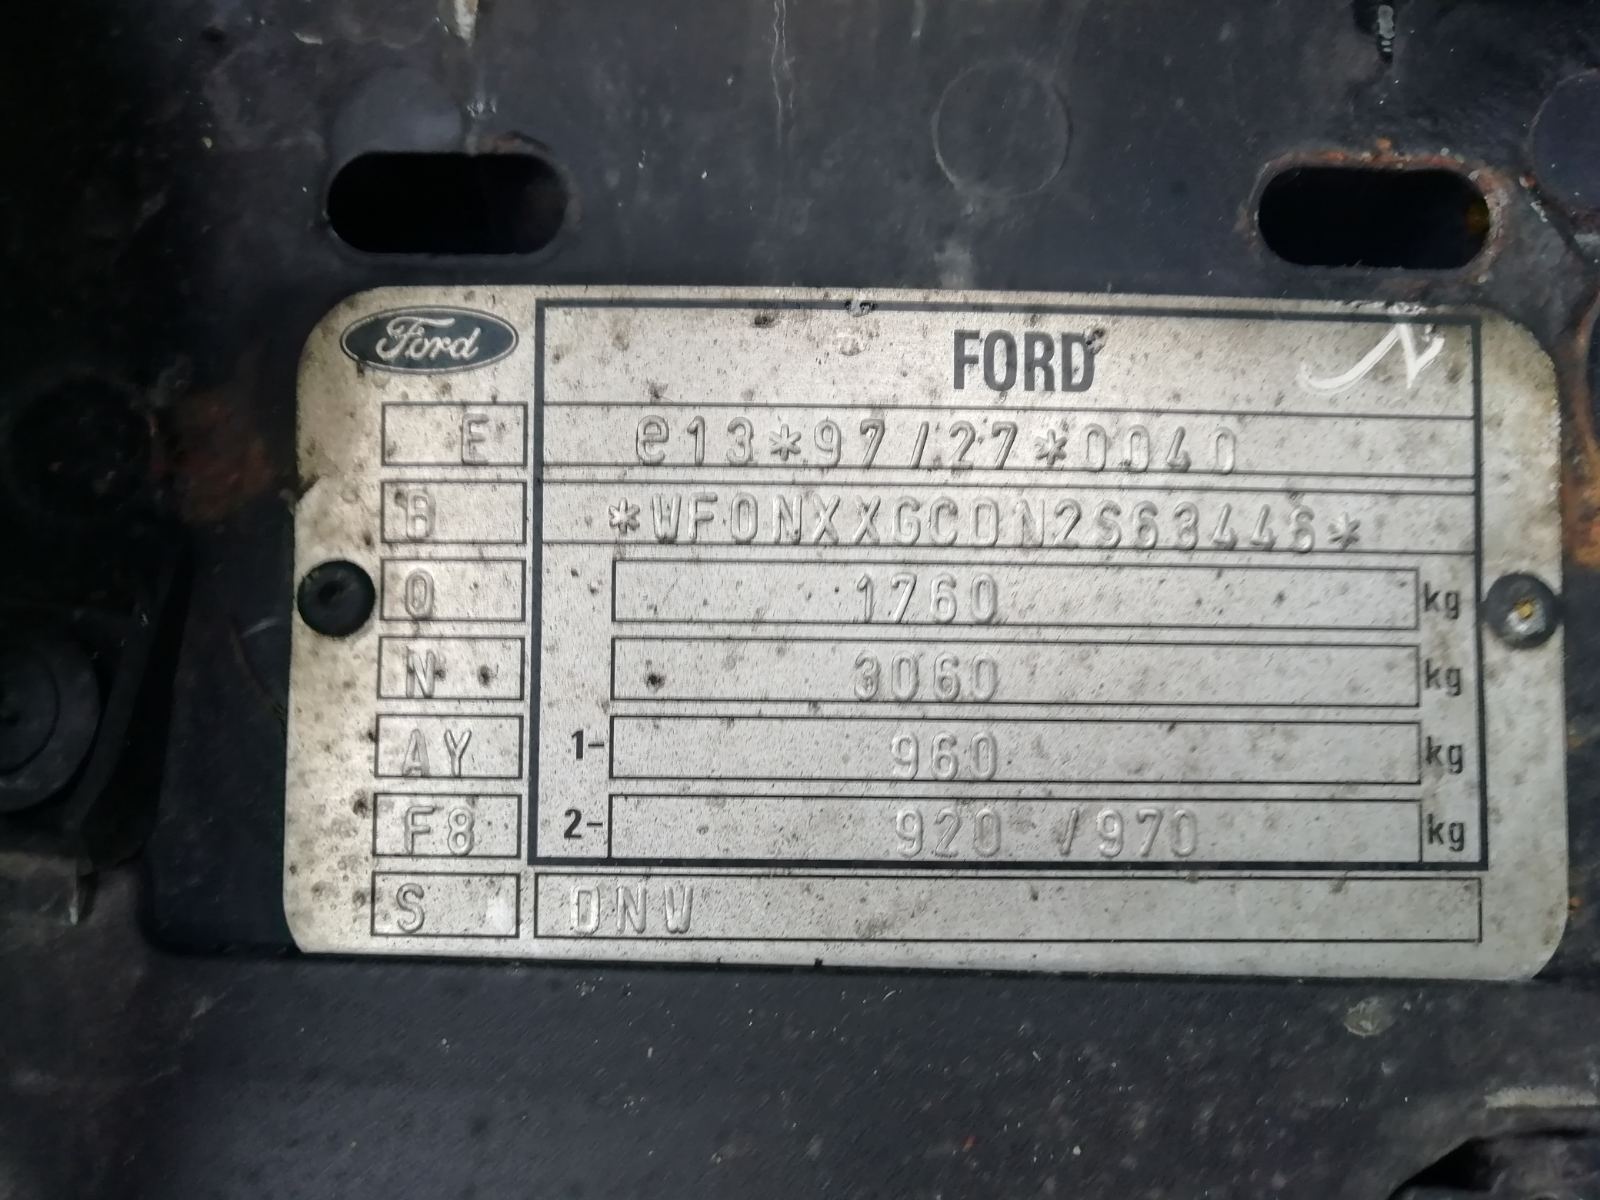 Ford FORD
E e13*97/27*0040
B *WF0NXXGCDN2S63446*
O 1760 kg
N 3060 kg
AY 1- 960 kg
F8 2- 920 /970 kg
S DNW